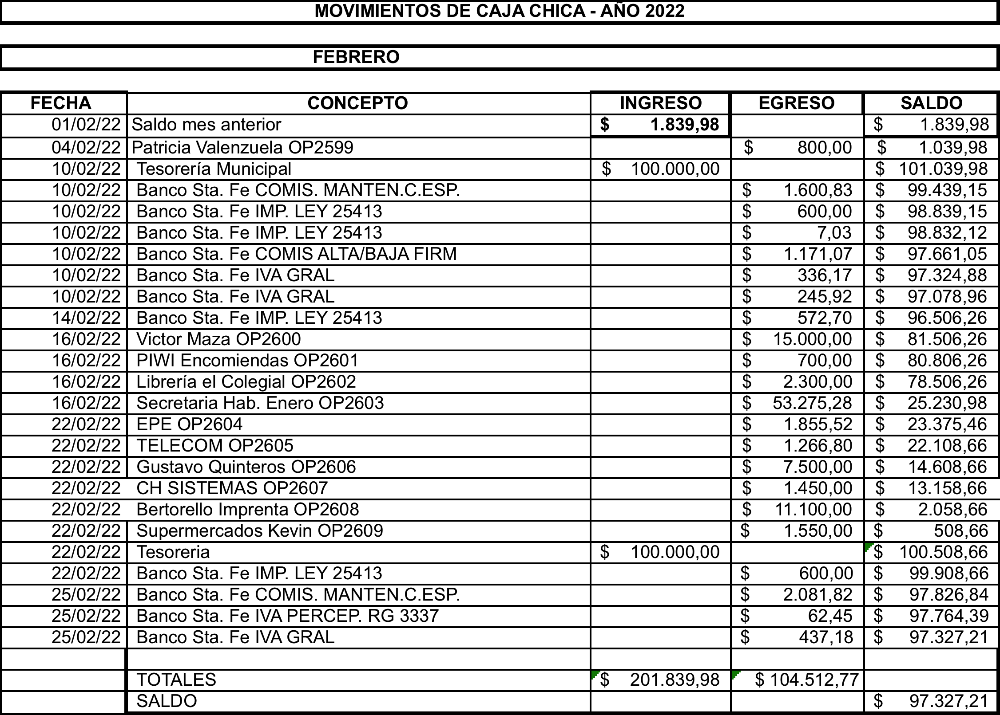 MOVIMIENTOS DE CAJA CHICA - AÑO 2022
FEBRERO
FECHA CONCEPTO INGRESO EGRESO SALDO
01/02/22 Saldo mes anterior $ 1.839,98 $ 1.839,98
04/02/22 Patricia Valenzuela OP2599 $ 800,00 $ 1.039,98
10/02/22 Tesorería Municipal $ 100.000,00 $ 101.039,98
10/02/22 Banco Sta. Fe COMIS. MANTEN.C.ESP. $ 1.600,83 $ 99.439,15
10/02/22 Banco Sta. Fe IMP. LEY 25413 $ 600,00 $ 98.839,15
10/02/22 Banco Sta. Fe IMP. LEY 25413 $ 7,03 $ 98.832,12
10/02/22 Banco Sta. Fe COMIS ALTA/BAJA FIRM $ 1.171,07 $ 97.661,05
10/02/22 Banco Sta. Fe IVA GRAL $ 336,17 $ 97.324,88
10/02/22 Banco Sta. Fe IVA GRAL $ 245,92 $ 97.078,96
14/02/22 Banco Sta. Fe IMP. LEY 25413 $ 572,70 $ 96.506,26
16/02/22 Victor Maza OP2600 $ 15.000,00 $ 81.506,26
16/02/22 PIWI Encomiendas OP2601 $ 700,00 $ 80.806,26
16/02/22 Librería el Colegial OP2602 $ 2.300,00 $ 78.506,26
16/02/22 Secretaria Hab. Enero OP2603 $ 53.275,28 $ 25.230,98
22/02/22 EPE OP2604 $ 1.855,52 $ 23.375,46
22/02/22 TELECOM OP2605 $ 1.266,80 $ 22.108,66
22/02/22 Gustavo Quinteros OP2606 $ 7.500,00 $ 14.608,66
22/02/22 CH SISTEMAS OP2607 $ 1.450,00 $ 13.158,66
22/02/22 Bertorello Imprenta OP2608 $ 11.100,00 $ 2.058,66
22/02/22 Supermercados Kevin OP2609 $ 1.550,00 $ 508,66
22/02/22 Tesoreria $ 100.000,00 $ 100.508,66
22/02/22 Banco Sta. Fe IMP. LEY 25413 $ 600,00 $ 99.908,66
25/02/22 Banco Sta. Fe COMIS. MANTEN.C.ESP. $ 2.081,82 $ 97.826,84
25/02/22 Banco Sta. Fe IVA PERCEP. RG 3337 $ 62,45 $ 97.764,39
25/02/22 Banco Sta. Fe IVA GRAL $ 437,18 $ 97.327,21
TOTALES $ 201.839,98 $ 104.512,77
SALDO $ 97.327,21